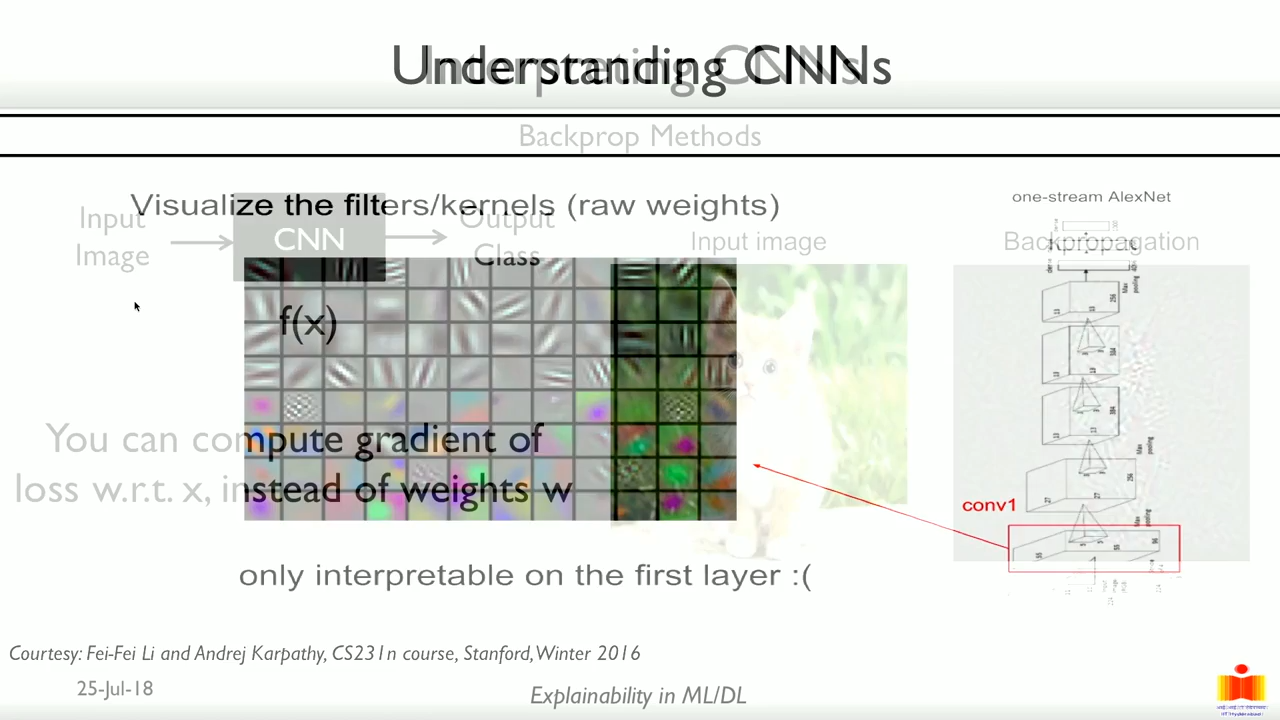 Understanding CNNs
Interpreting CNNs
Backprop Methods
Visualize the filters/kernels (raw weights)
one-stream AlexNet
Input
Image
CNN
Output
Class
Input image
Backpropagation
f(x)
You can compute gradient of
loss w.r.t. x, instead of weights w
conv1
only interpretable on the first layer :(
Courtesy: Fei-Fei Li and Andrej Karpathy, CS231n course, Stanford, Winter 2016
25-Jul-18
Explainability in ML/DL